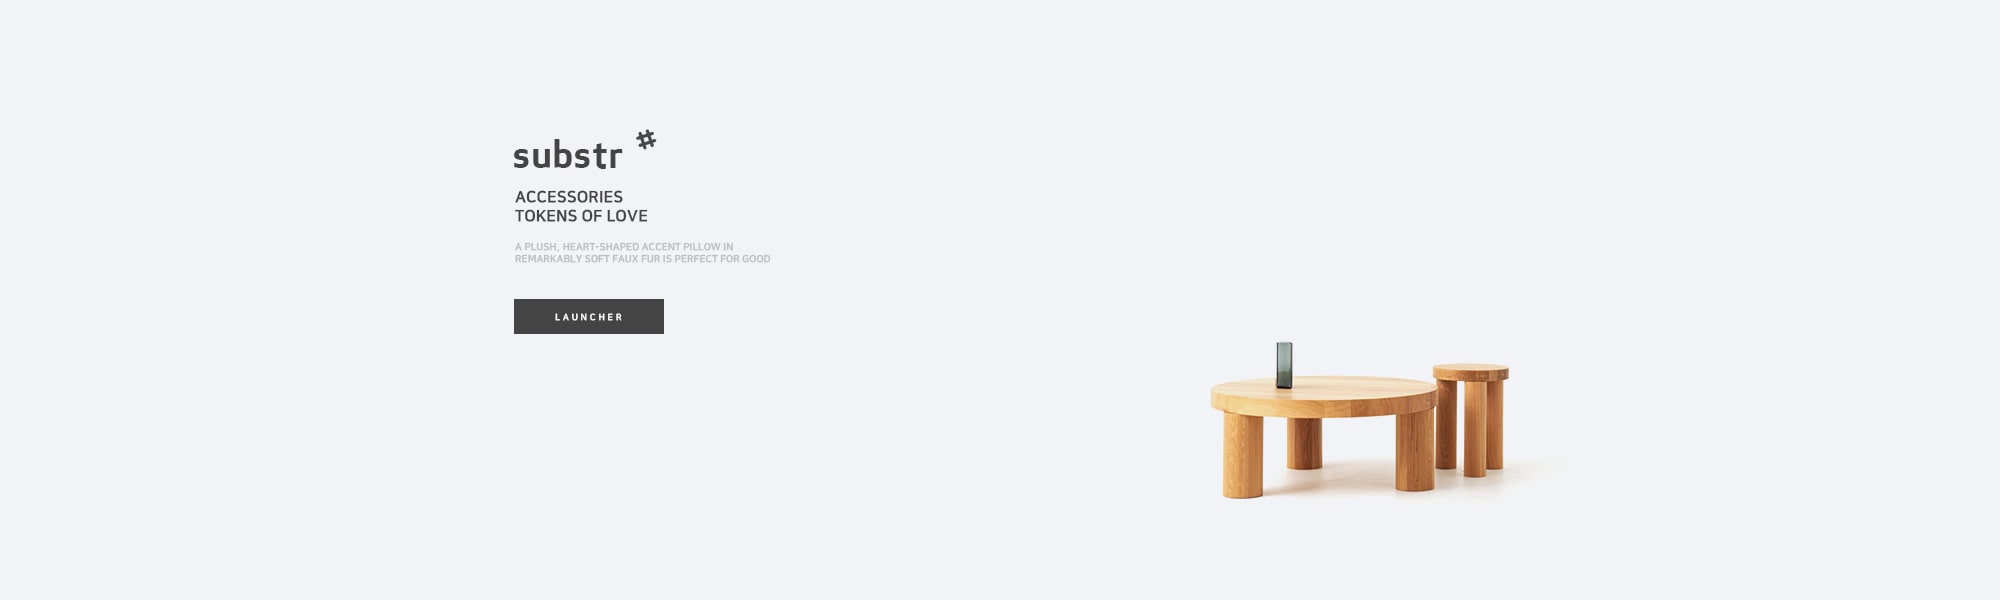 substr #
ACCESSORIES
TOKENS OF LOVE
A PLUSH, HEART-SHAPED ACCENT PILLOW IN
REMARKABLY SOFT FAUX FUR IS PERFECT FOR GOOD
LAUNCHER